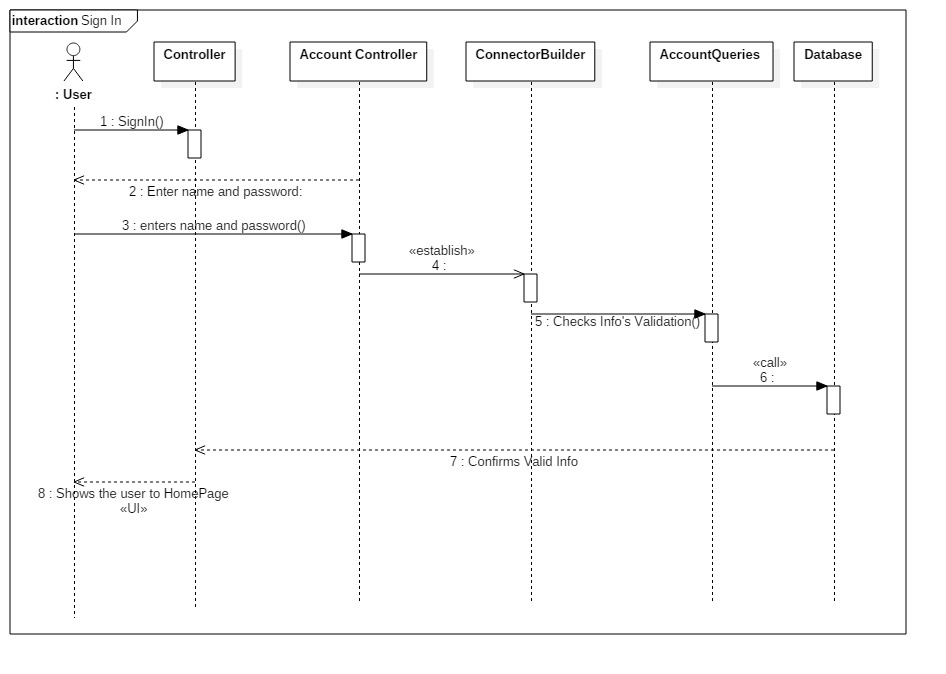 interaction Sign In
: User
Controller
Account Controller
ConnectorBuilder
AccountQueries
Database
1 : SignIn()
2 : Enter name and password:
3 : enters name and password()
«establish»
4 :
5 : Checks Info's Validation()
«call»
6 :
7 : Confirms Valid Info
8 : Shows the user to HomePage
«UI»